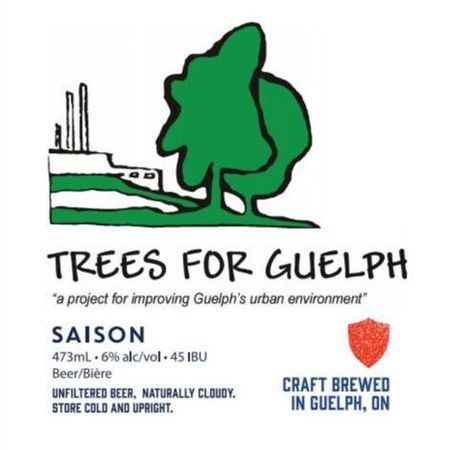 TREES FOR GUELPH
"a project for improving Guelph's urban environment"
SAISON
473mL • 6% alc/vol • 45 IBU
Beer/Bière
UNFILTERED BEER, NATURALLY CLOUDY.
STORE COLD AND UPRIGHT.
CRAFT BREWED
IN GUELPH, ON